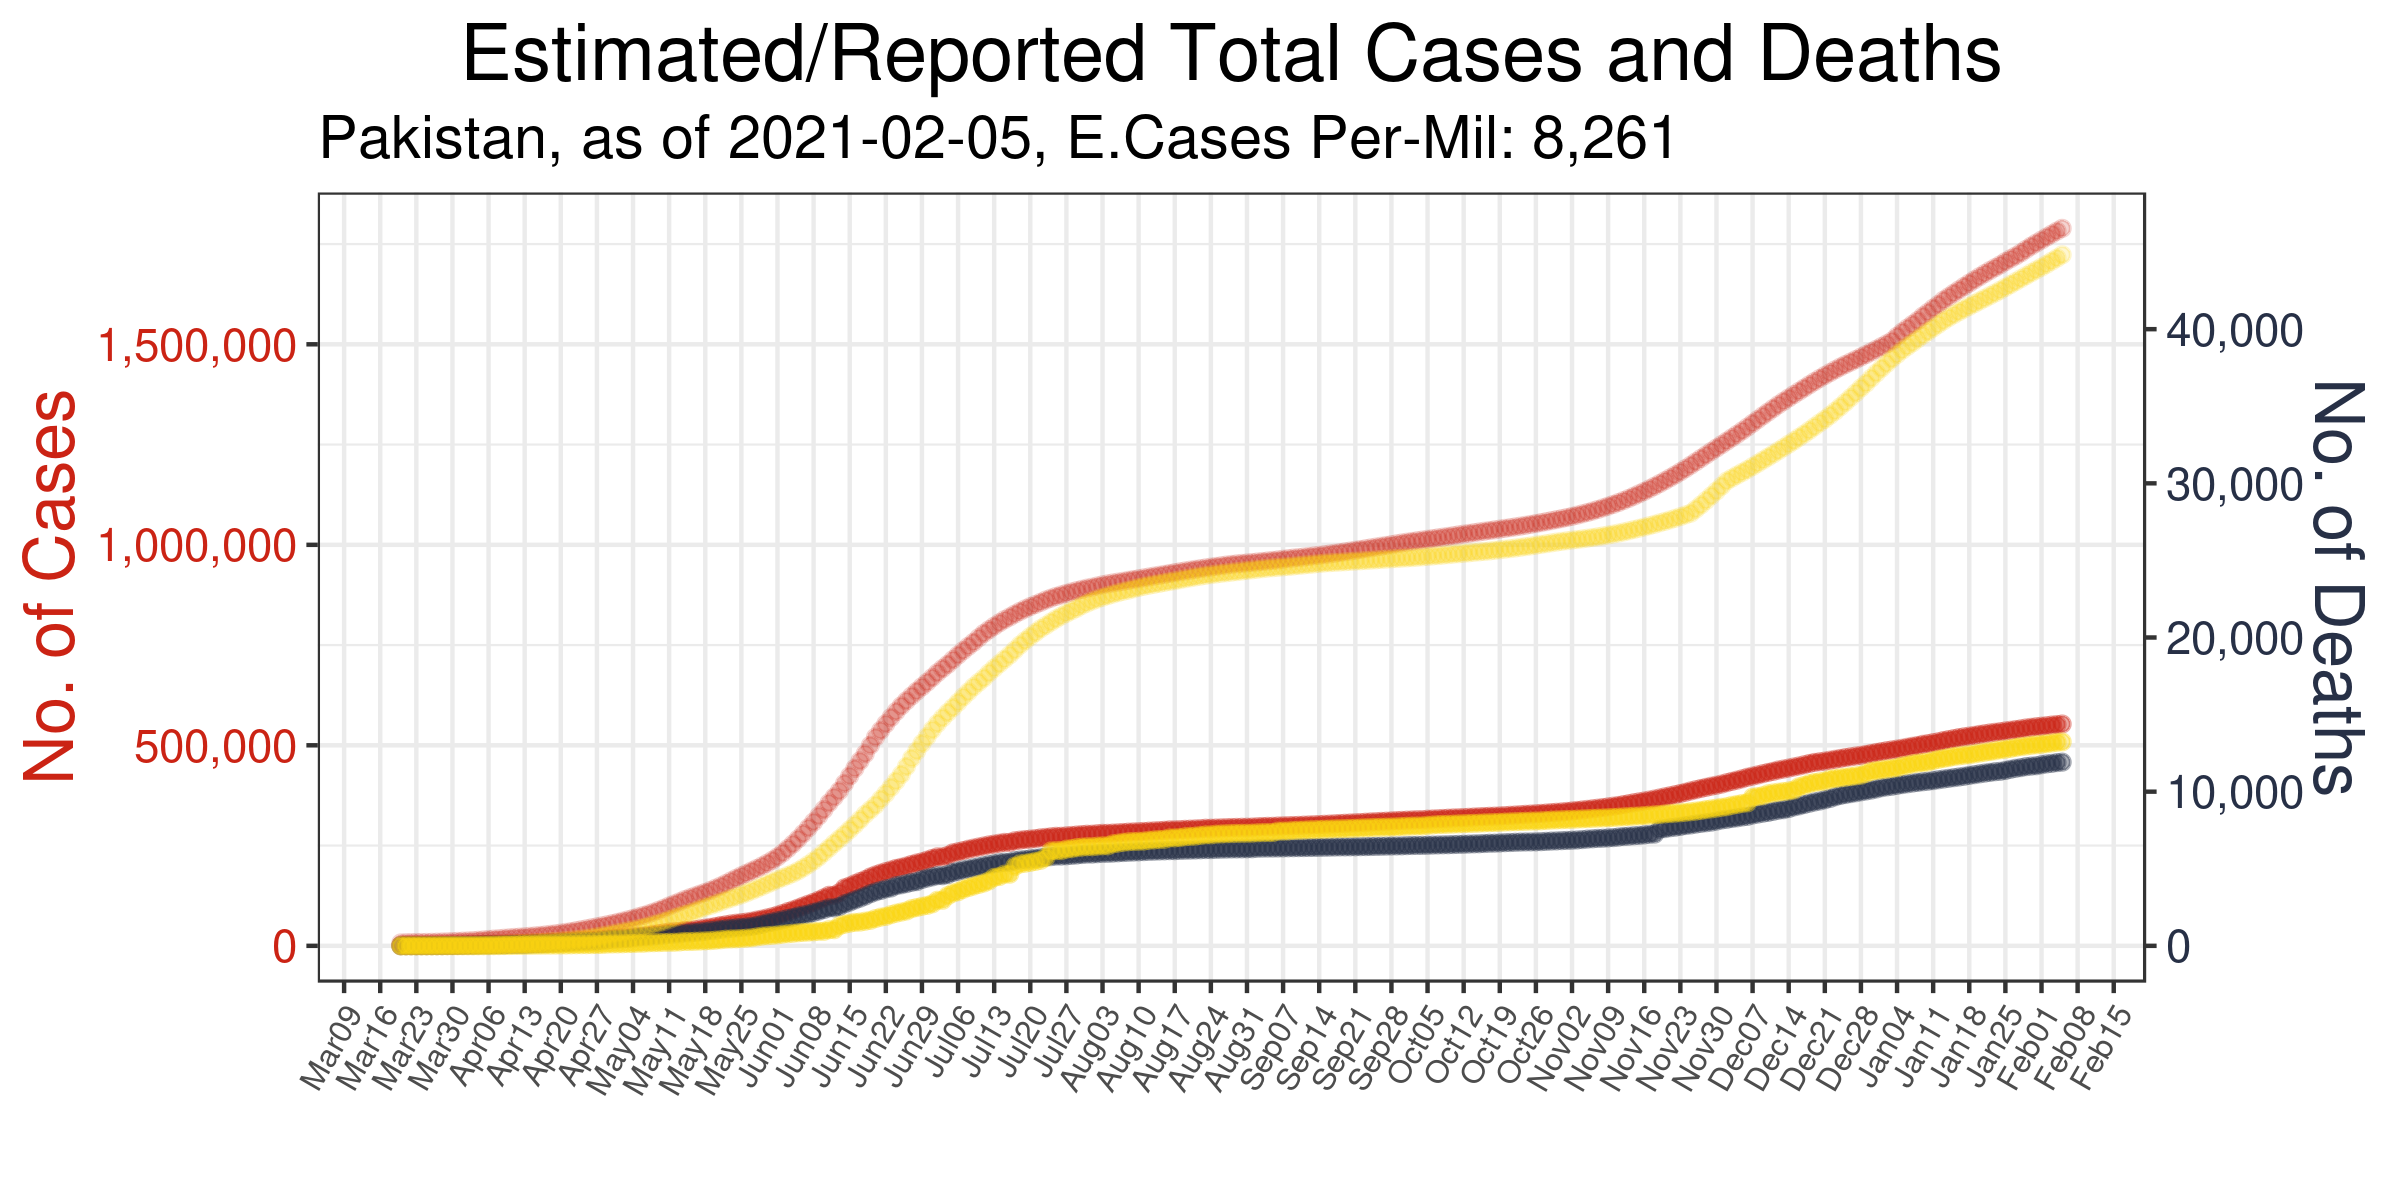 Estimated/Reported Total Cases and Deaths
Pakistan, as of 2021-02-05, E.Cases Per-Mil: 8,261
No. of Cases
1,500,000
1,000,000
500,000
0
40,000
30,000
20,000
10,000
0
No. of Deaths
Mar09
Mar16
Mar23
Mar30
Apr06
Apr13
Apr20
Apr27
May04
May11
May18
May25
Jun01
Jun08
Jun15
Jun22
Jun29
Jul06
Jul13
Jul20
Jul27
Aug03
Aug10
Aug17
Aug24
Aug31
Sep07
Sep14
Sep21
Sep28
Oct05
Oct12
Oct19
Oct26
Nov02
Nov09
Nov16
Nov23
Nov30
Dec07
Dec14
Dec21
Dec28
Jan04
Jan11
Jan18
Jan25
Feb01
Feb08
Feb15